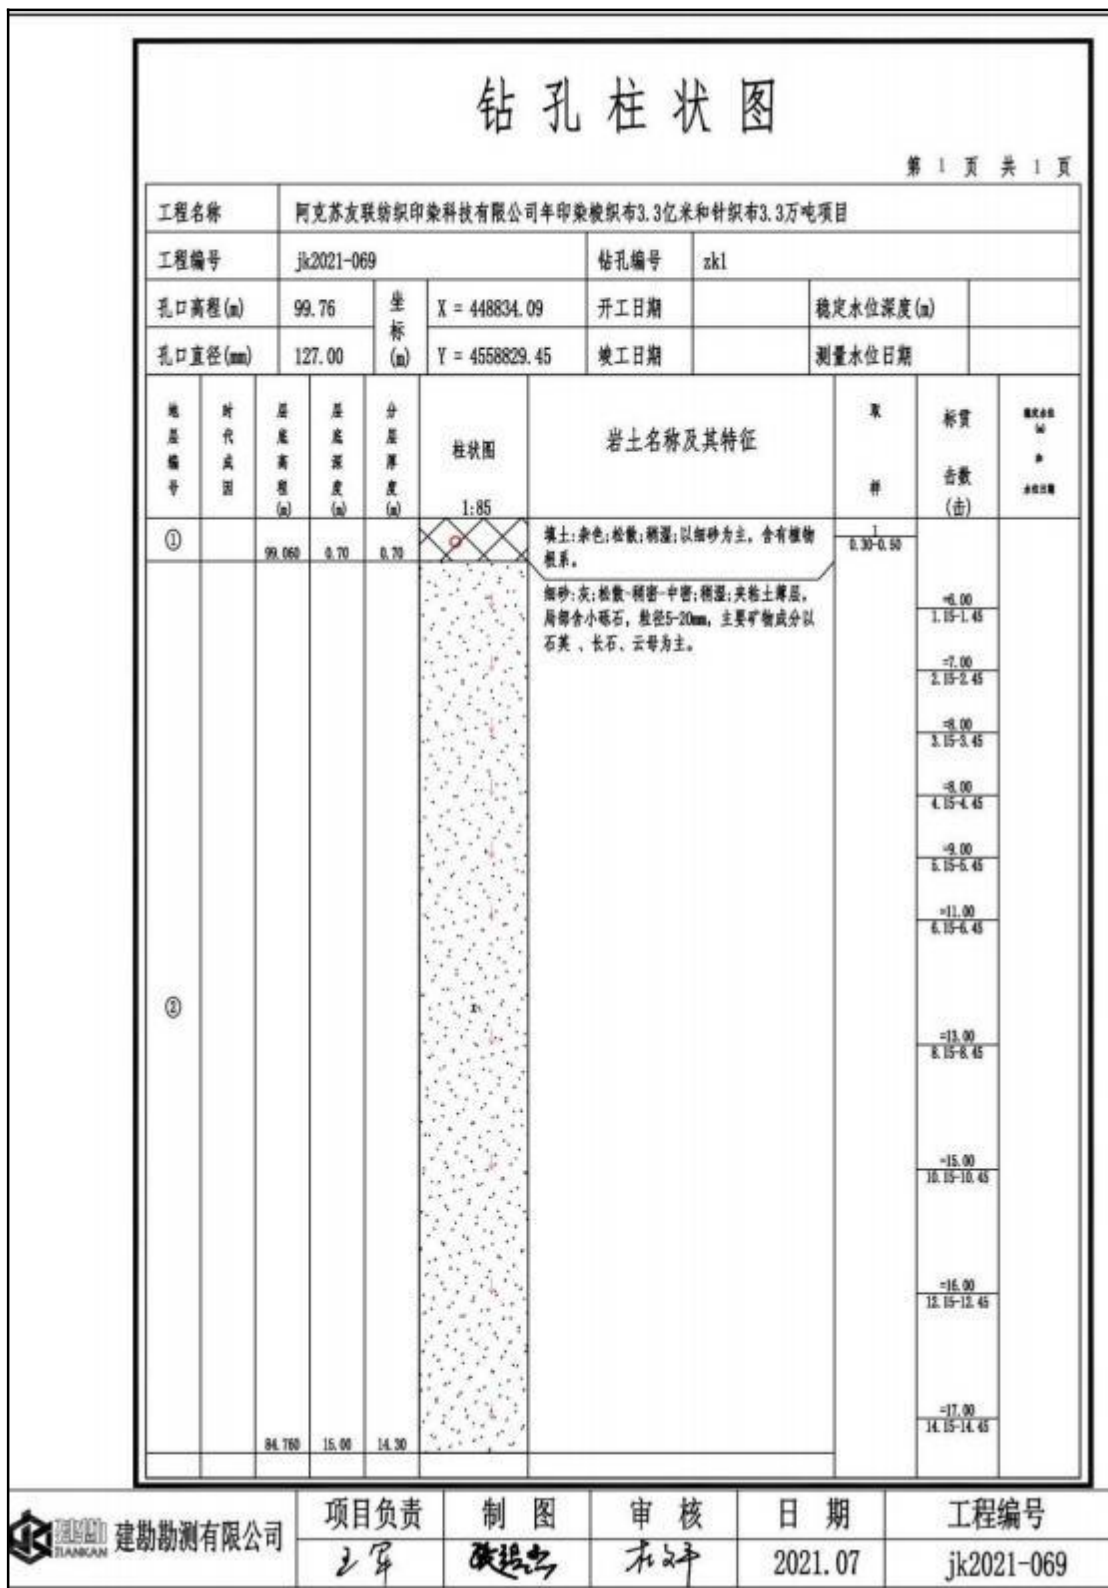 钻孔柱状图
第 1 页 共 1 页
工程名称 阿克苏友联纺织印染科技有限公司年印染梭织布3.3亿米和针织布3.3万吨项目
工程编号 jk2021-069 钻孔编号 zk1
孔口高程(m) 99.76 坐标(m) X = 448834.09 开工日期 稳定水位深度(m)
孔口直径(mm) 127.00 Y = 4558829.45 竣工日期 测量水位日期
地层编号 时代成因 层底高程(m) 层底深度(m) 分层厚度(m) 柱状图 1:85 岩土名称及其特征 取样 标贯击数(击) 稳定水位(m)和水位日期
① 99.060 0.70 0.70 填土:杂色;松散;稍湿;以细砂为主，含有植物 1
根系。 0.30-0.50
细砂:灰;松散-稍密-中密;稍湿;夹粘土薄层，
局部含小砾石，粒径5-20mm，主要矿物成分以
石英 、长石、云母为主。
=6.00
1.15-1.45
=7.00
2.15-2.45
=8.00
3.15-3.45
=8.00
4.15-4.45
=9.00
5.15-5.45
=11.00
6.15-6.45
②
=13.00
8.15-8.45
=15.00
10.15-10.45
=16.00
12.15-12.45
=17.00
14.15-14.45
84.760 15.00 14.30
JIANKAN 建勘勘测有限公司
项目负责 制图 审核 日期 工程编号
王军 2021.07 jk2021-069